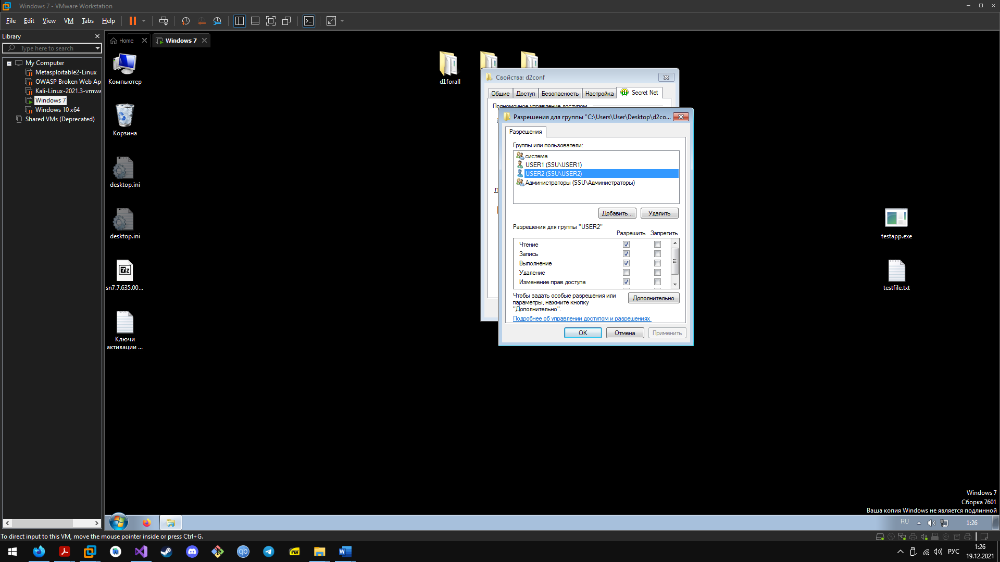 Windows 7 - VMware Workstation
File Edit View VM Tabs Help
Library
Type here to search
My Computer
Metasploitable2-Linux
OWASP Broken Web Ap
Kali-Linux-2021.3-vmwa
Windows 7
Windows 10 x64
Shared VMs (Deprecated)
Home
Windows 7
Компьютер
Корзина
desktop.ini
desktop.ini
7z
sn7.7.635.00...
Ключи
активации ...
d1forall
Свойства: d2conf
Общие
Доступ
Безопасность
Настройка
Secret Net
Полномочное управление доступом
Разрешения для группы "C:\Users\User\Desktop\d2co...
Разрешения
Группы или пользователи:
система
USER1 (SSU\USER1)
USER2 (SSU\USER2)
Администраторы (SSU\Администраторы)
Добавить...
Удалить
Разрешения для группы "USER2"
Разрешить Запретить
Чтение
Запись
Выполнение
Удаление
Изменение прав доступа
Чтобы задать особые разрешения или
параметры, нажмите кнопку
"Дополнительно".
Дополнительно
Подробнее об управлении доступом и разрешениях
OK
Отмена
Применить
testapp.exe
testfile.txt
Windows 7
Сборка 7601
Ваша копия Windows не является подлинной
RU
1:26
To direct input to this VM, move the mouse pointer inside or press Ctrl+G.
qb
PDF
W
РУС
1:26
19.12.2021